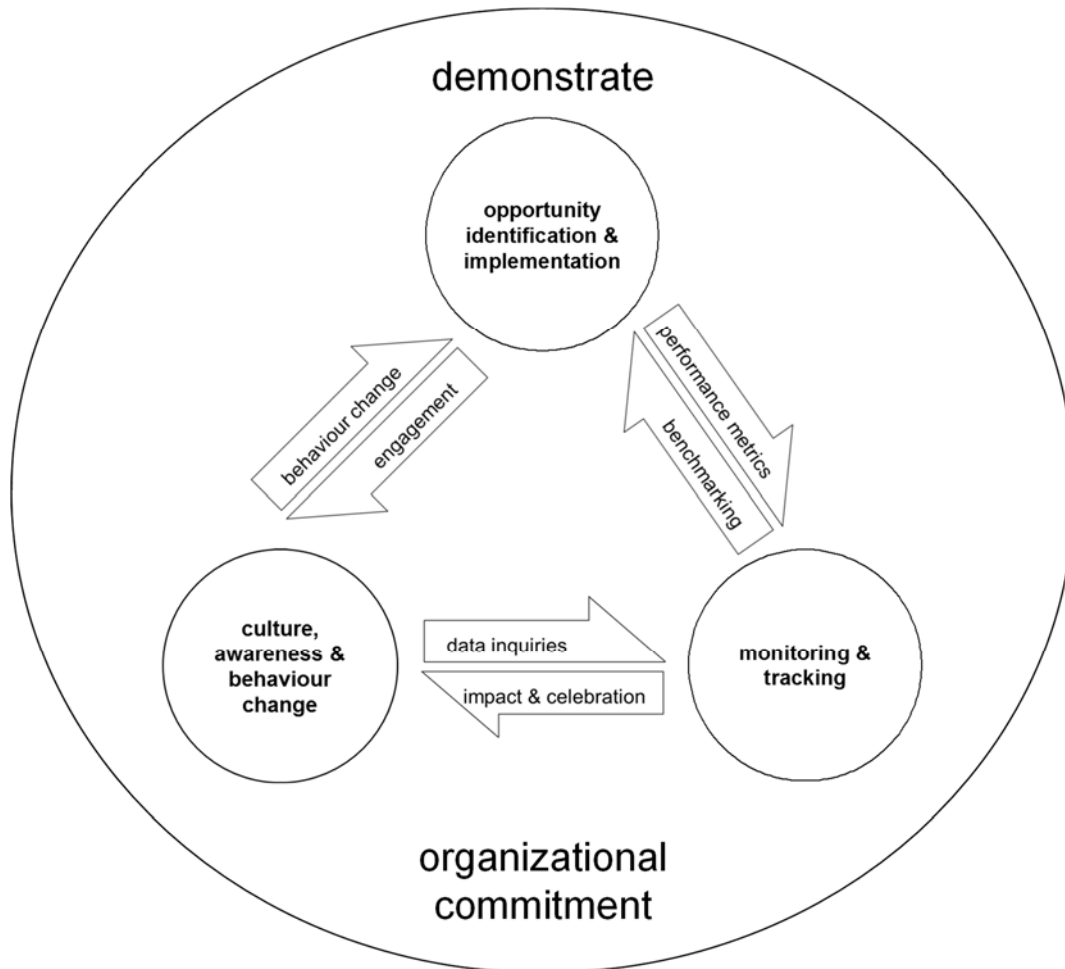 demonstrate
opportunity
identification &
implementation
behaviour change
engagement
performance metrics
benchmarking
culture,
awareness &
behaviour
change
data inquiries
impact & celebration
monitoring &
tracking
organizational
commitment